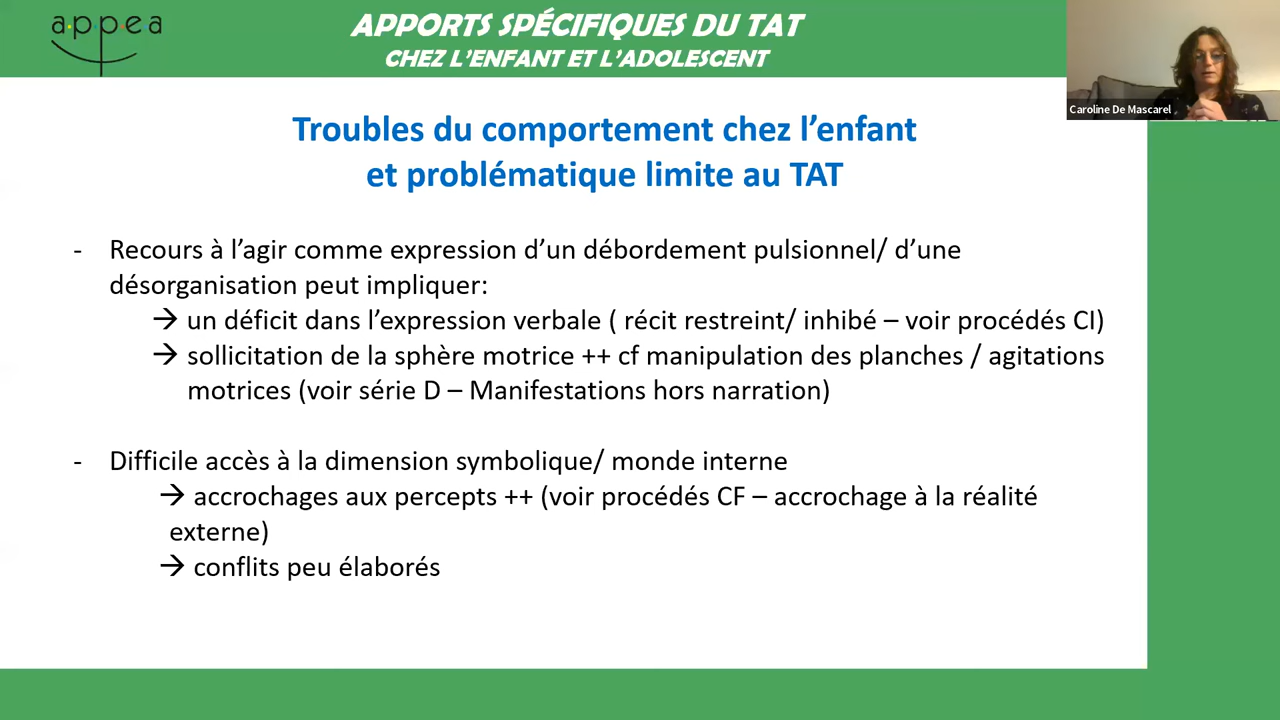 appea
APPORTS SPÉCIFIQUES DU TAT
CHEZ L'ENFANT ET L'ADOLESCENT
Caroline De Mascarel
Troubles du comportement chez l'enfant
et problématique limite au TAT
- Recours à l'agir comme expression d'un débordement pulsionnel/ d'une
désorganisation peut impliquer:
→ un déficit dans l'expression verbale ( récit restreint/ inhibé – voir procédés CI)
→ sollicitation de la sphère motrice ++ cf manipulation des planches / agitations
motrices (voir série D – Manifestations hors narration)
- Difficile accès à la dimension symbolique/ monde interne
→ accrochages aux percepts ++ (voir procédés CF – accrochage à la réalité
externe)
→ conflits peu élaborés